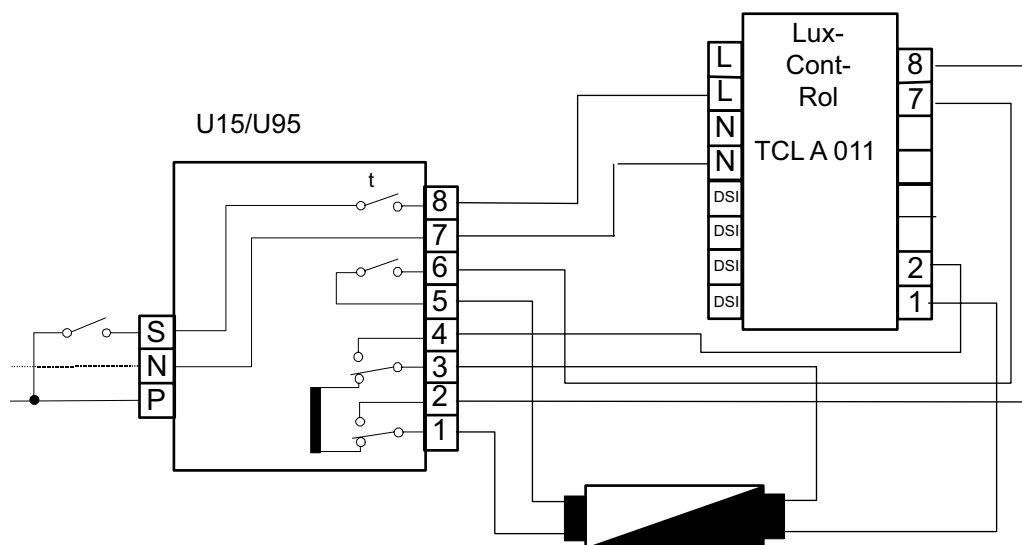 Lux-
Cont-
Rol
TCL A 011
L
L
N
N
DSI
DSI
DSI
DSI
8
7
2
1
U15/U95
t
8
7
6
5
4
3
2
1
S
N
P